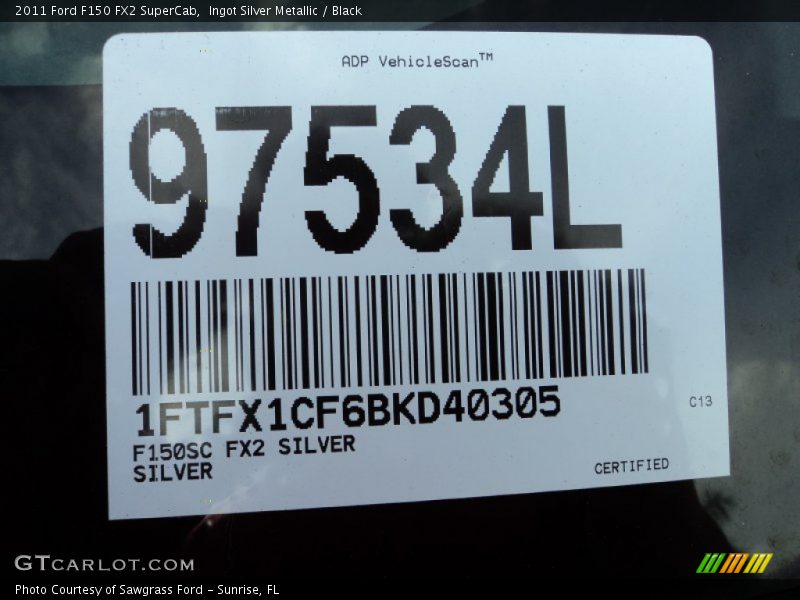 2011 Ford F150 FX2 SuperCab,  Ingot Silver Metallic / Black
ADP VehicleScan™
97534L
1FTFX1CF6BKD40305
C13
F150SC FX2 SILVER
SILVER
CERTIFIED
GTCARLOT.COM
Photo Courtesy of Sawgrass Ford – Sunrise, FL